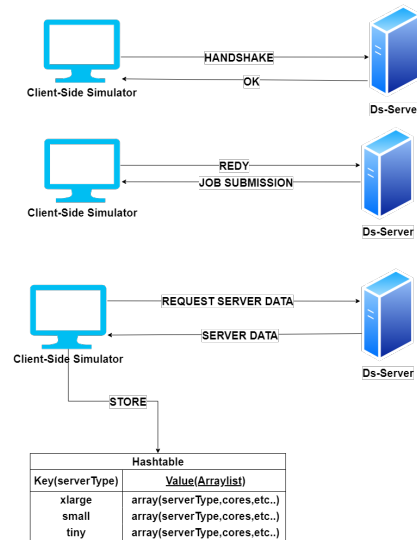 HANDSHAKE
OK
Client-Side Simulator
Ds-Serve
REDY
JOB SUBMISSION
Client-Side Simulator
Ds-Server
REQUEST SERVER DATA
SERVER DATA
Client-Side Simulator
Ds-Server
STORE
Hashtable
Key(serverType) Value(Arraylist)
xlarge array(serverType,cores,etc..)
small array(serverType,cores,etc..)
tiny array(serverType,cores,etc..)